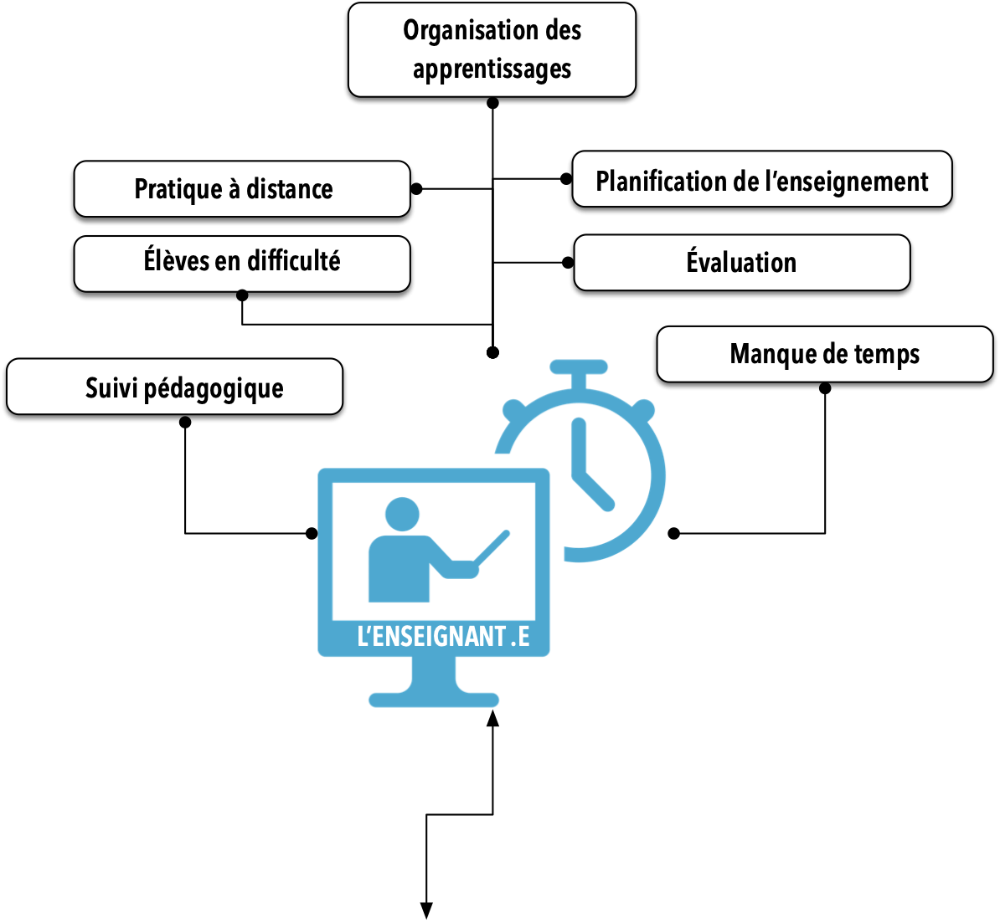 Organisation des
apprentissages
Pratique à distance
Planification de l’enseignement
Élèves en difficulté
Évaluation
Manque de temps
Suivi pédagogique
L’ENSEIGNANT.E